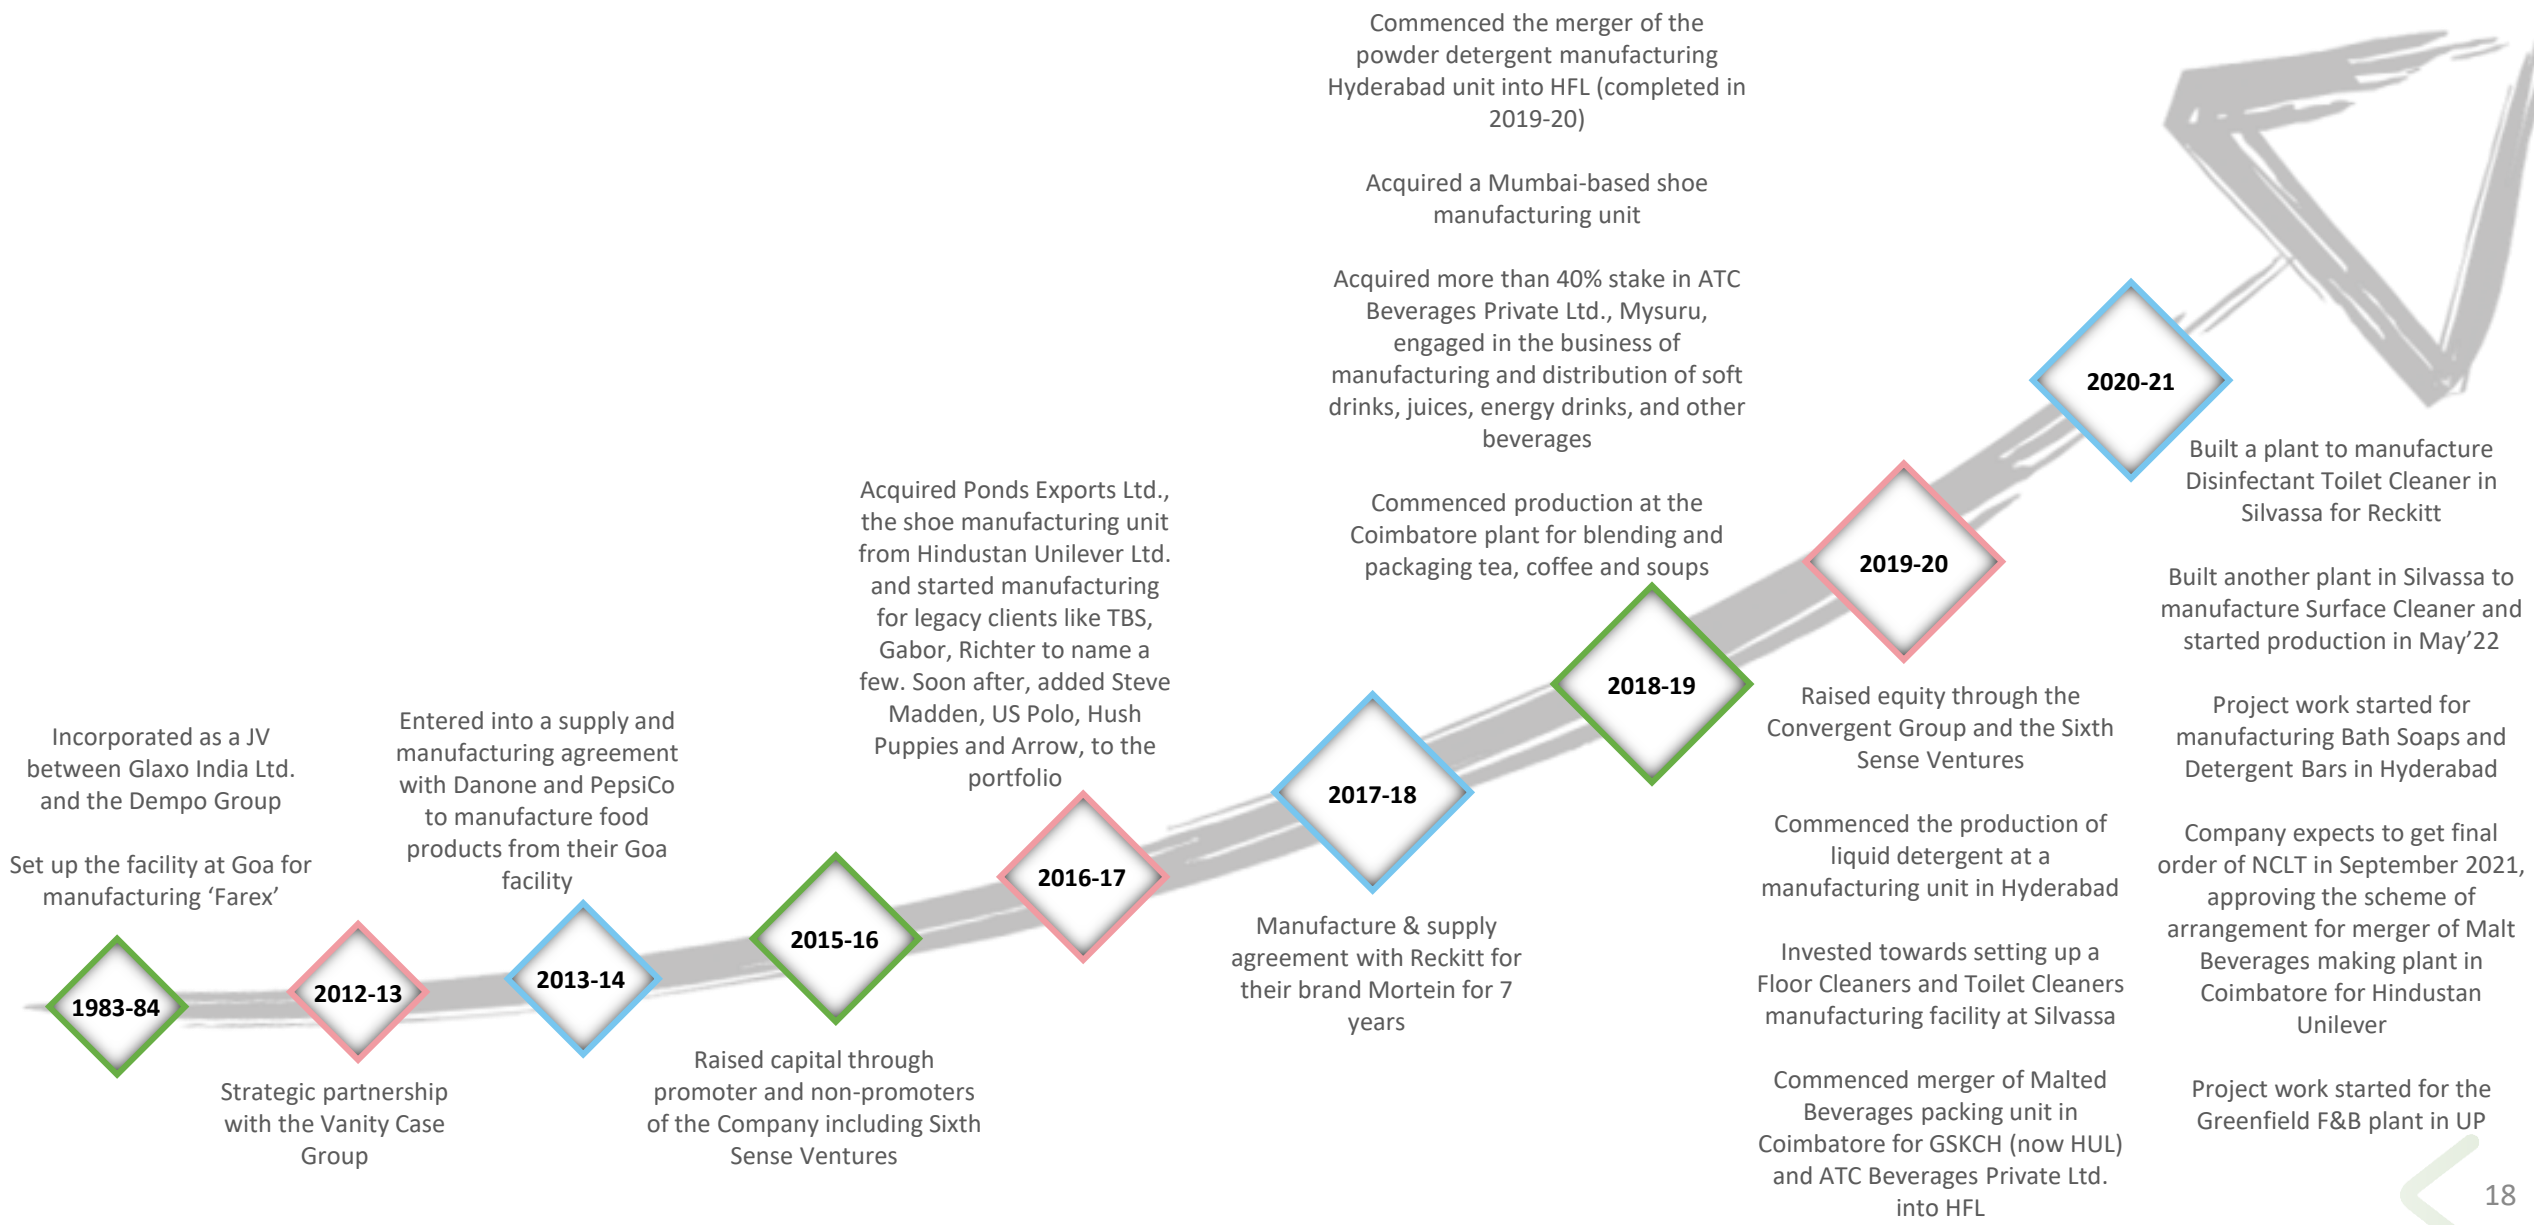 Incorporated as a JV
between Glaxo India Ltd.
and the Dempo Group
Set up the facility at Goa for
manufacturing ‘Farex’
1983-84
2012-13
Strategic partnership
with the Vanity Case
Group
Entered into a supply and
manufacturing agreement
with Danone and PepsiCo
to manufacture food
products from their Goa
facility
2013-14
2015-16
Raised capital through
promoter and non-promoters
of the Company including Sixth
Sense Ventures
Acquired Ponds Exports Ltd.,
the shoe manufacturing unit
from Hindustan Unilever Ltd.
and started manufacturing
for legacy clients like TBS,
Gabor, Richter to name a
few. Soon after, added Steve
Madden, US Polo, Hush
Puppies and Arrow, to the
portfolio
2016-17
2017-18
Manufacture & supply
agreement with Reckitt for
their brand Mortein for 7
years
Commenced the merger of the
powder detergent manufacturing
Hyderabad unit into HFL (completed in
2019-20)
Acquired a Mumbai-based shoe
manufacturing unit
Acquired more than 40% stake in ATC
Beverages Private Ltd., Mysuru,
engaged in the business of
manufacturing and distribution of soft
drinks, juices, energy drinks, and other
beverages
Commenced production at the
Coimbatore plant for blending and
packaging tea, coffee and soups
2018-19
2019-20
Raised equity through the
Convergent Group and the Sixth
Sense Ventures
Commenced the production of
liquid detergent at a
manufacturing unit in Hyderabad
Invested towards setting up a
Floor Cleaners and Toilet Cleaners
manufacturing facility at Silvassa
Commenced merger of Malted
Beverages packing unit in
Coimbatore for GSKCH (now HUL)
and ATC Beverages Private Ltd.
into HFL
2020-21
Built a plant to manufacture
Disinfectant Toilet Cleaner in
Silvassa for Reckitt
Built another plant in Silvassa to
manufacture Surface Cleaner and
started production in May’22
Project work started for
manufacturing Bath Soaps and
Detergent Bars in Hyderabad
Company expects to get final
order of NCLT in September 2021,
approving the scheme of
arrangement for merger of Malt
Beverages making plant in
Coimbatore for Hindustan
Unilever
Project work started for the
Greenfield F&B plant in UP
18